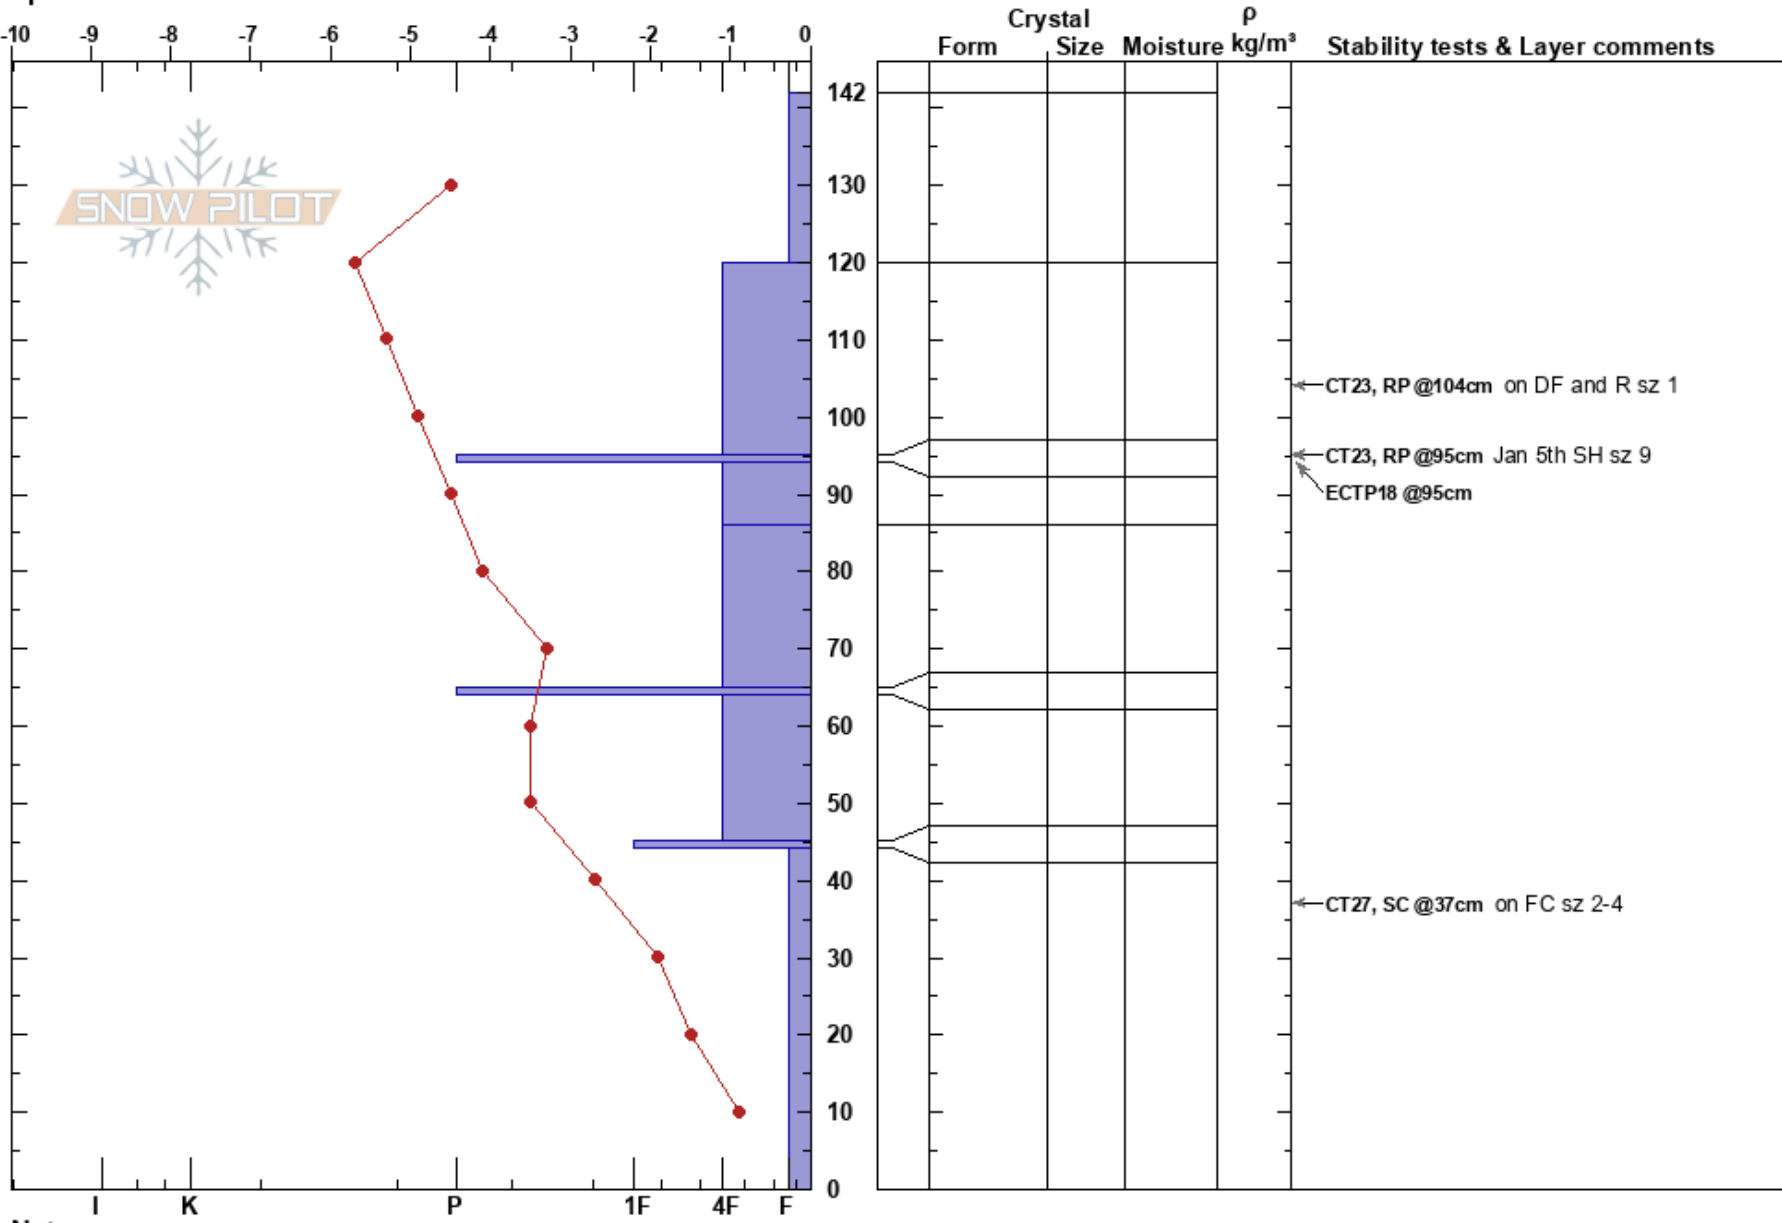 Crystal ρ
-10 -9 -8 -7 -6 -5 -4 -3 -2 -1 0 Form Size Moisture kg/m³ Stability tests & Layer comments
142
SNOW PILOT
130
120
110
CT23, RP @104cm on DF and R sz 1
100
CT23, RP @95cm Jan 5th SH sz 9
90 ECTP18 @95cm
80
70
60
50
40
CT27, SC @37cm on FC sz 2-4
30
20
10
0
I K P 1F 4F F